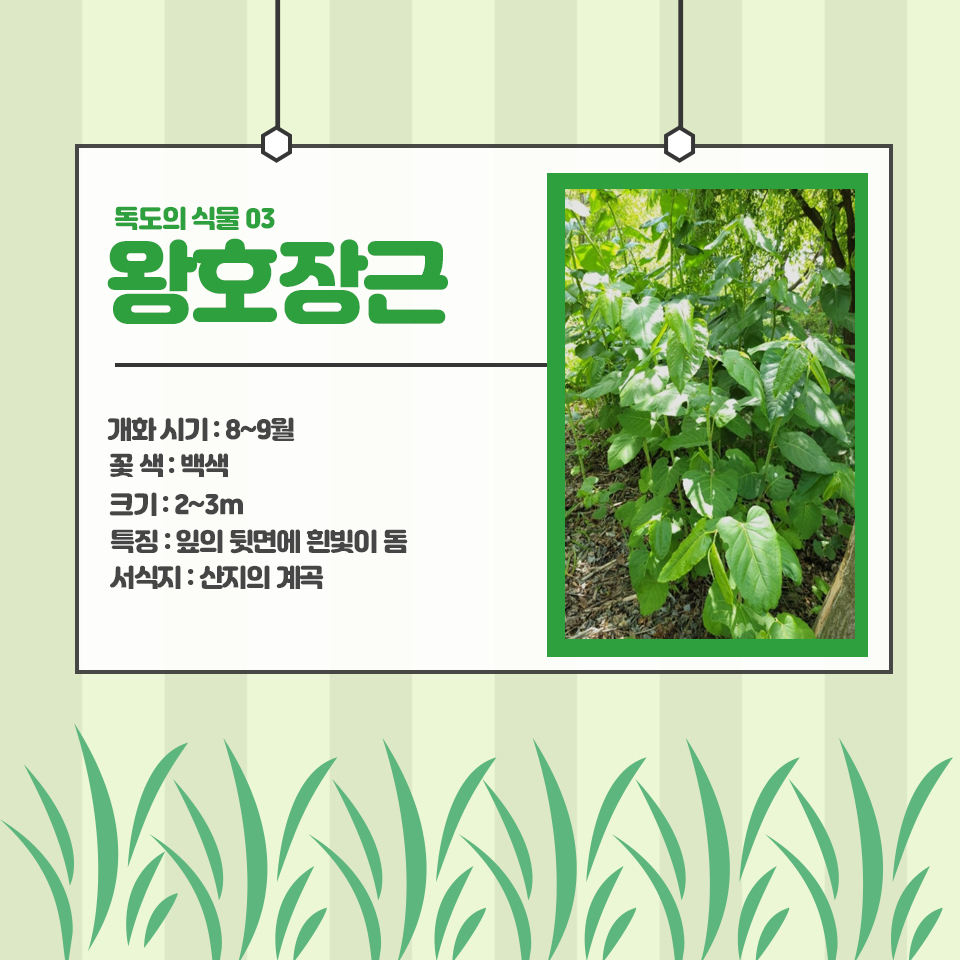 독도의 식물 03
왕호장근
개화 시기 : 8~9월
꽃 색 : 백색
크기 : 2~3m
특징 : 잎의 뒷면에 흰빛이 돔
서식지 : 산지의 계곡